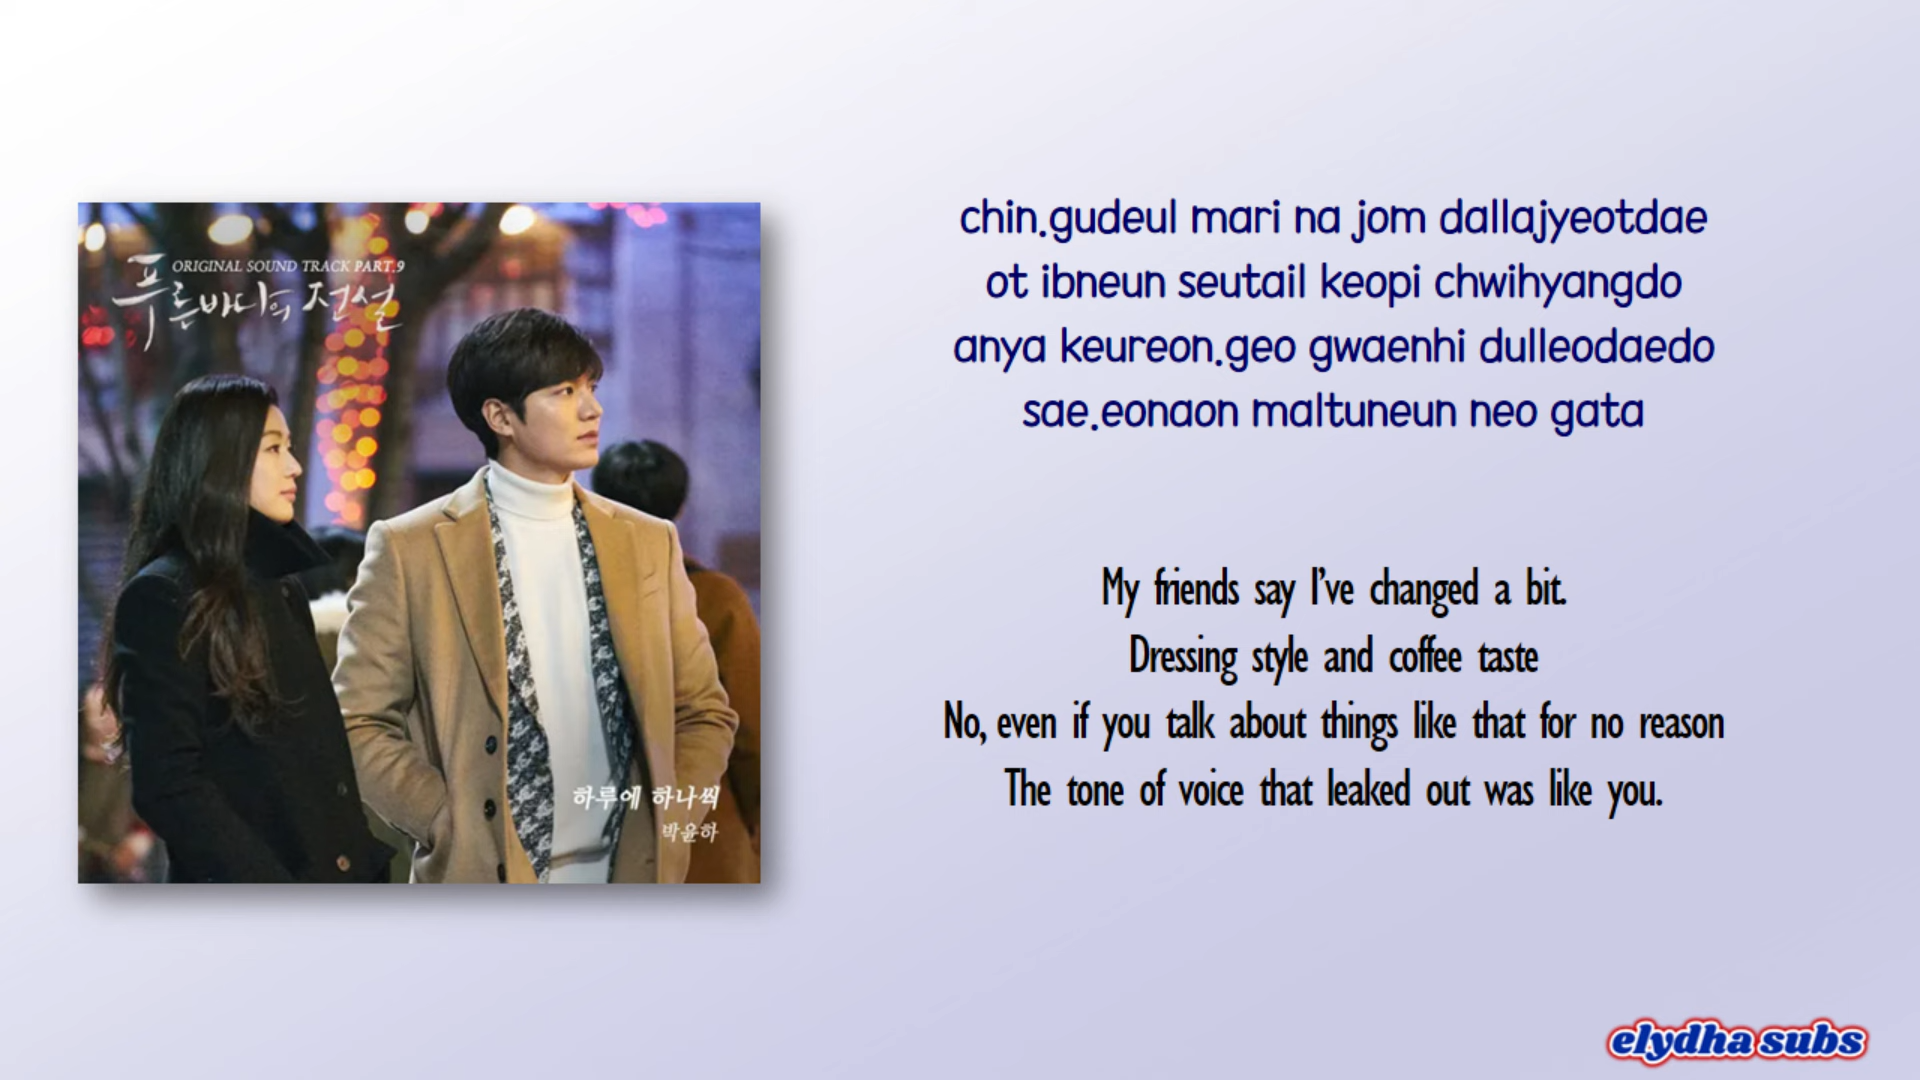 ORIGINAL SOUND TRACK PART.9
푸른바다의 전설
하루에 하나씩
박윤하
chin.gudeul mari na jom dallajyeotdae
ot ibneun seutail keopi chwihyangdo
anya keureon.geo gwaenhi dulleodaedo
sae.eonaon maltuneun neo gata
My friends say I've changed a bit.
Dressing style and coffee taste
No, even if you talk about things like that for no reason
The tone of voice that leaked out was like you.
elydha subs